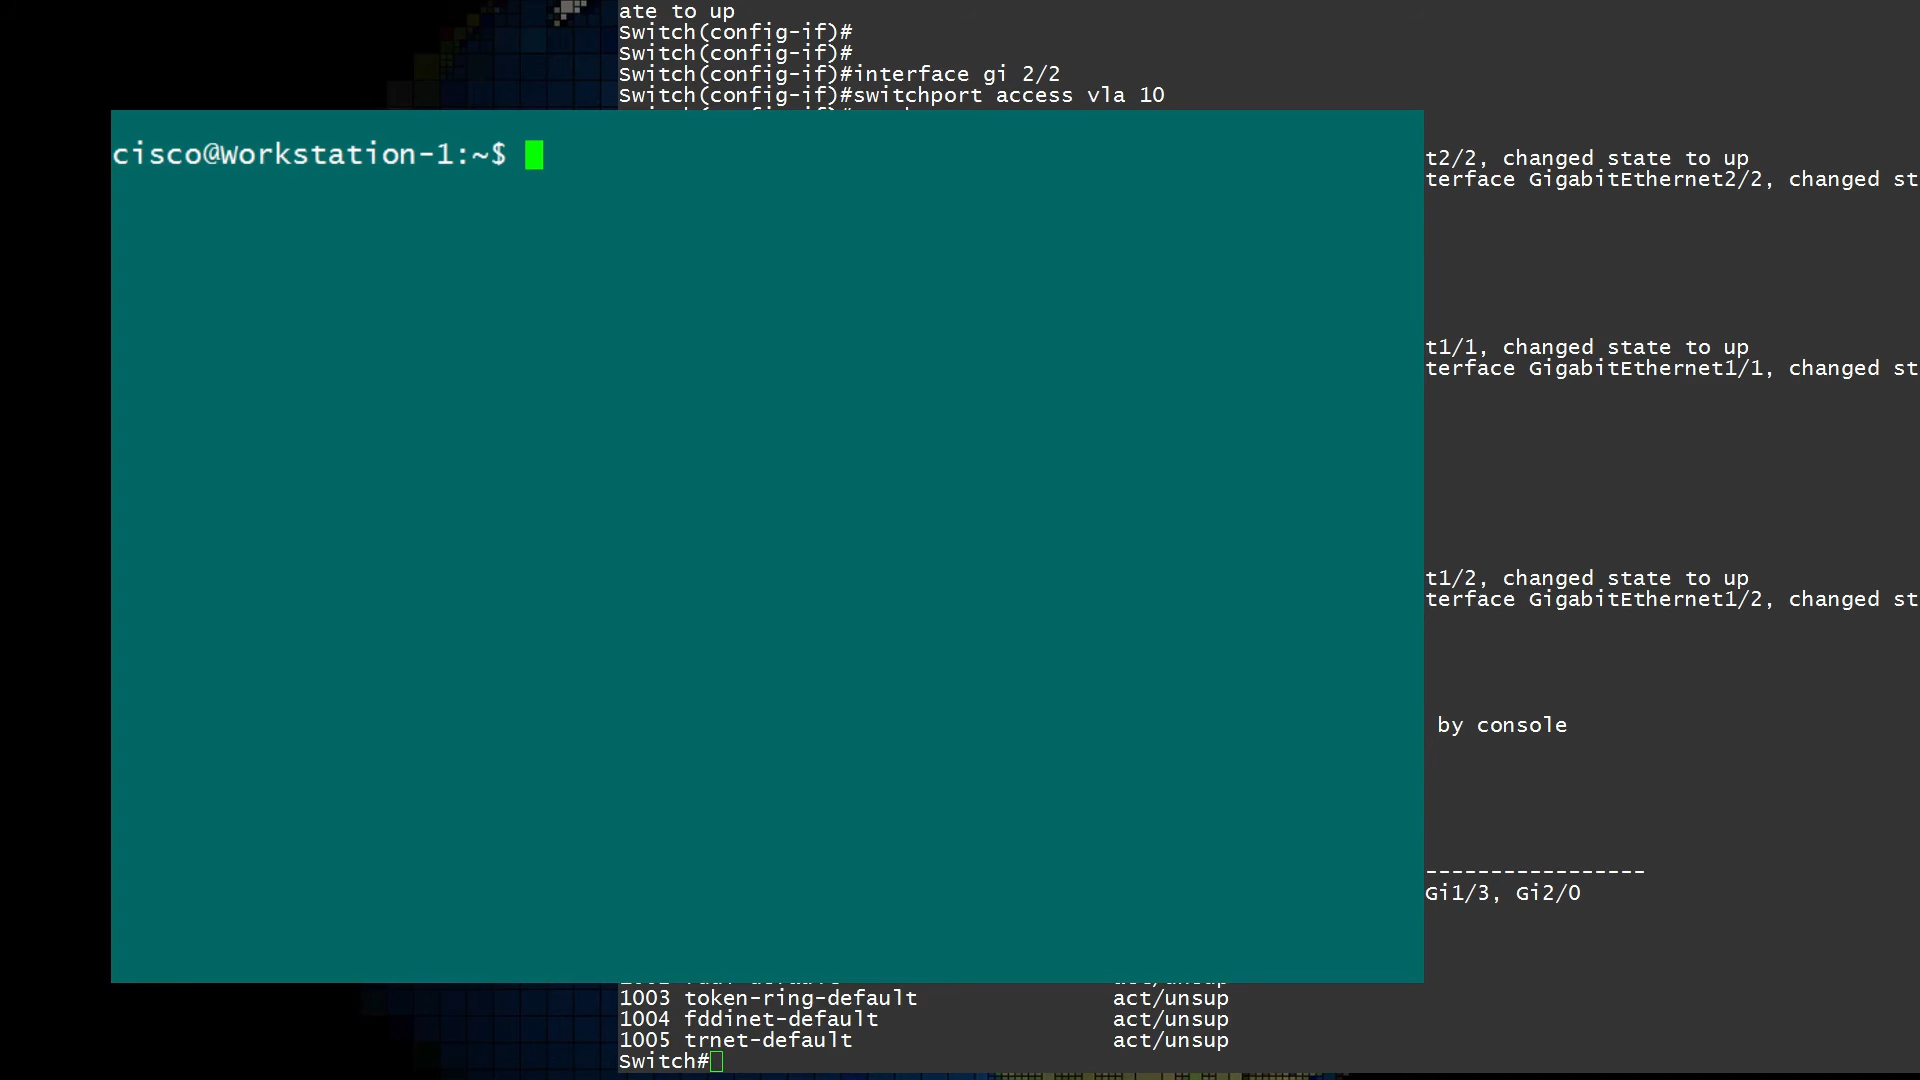 ate to up
Switch(config-if)#
Switch(config-if)#
Switch(config-if)#interface gi 2/2
Switch(config-if)#switchport access vla 10
cisco@Workstation-1:~$
t2/2, changed state to up
terface GigabitEthernet2/2, changed st
t1/1, changed state to up
terface GigabitEthernet1/1, changed st
t1/2, changed state to up
terface GigabitEthernet1/2, changed st
by console
-----------------
Gi1/3, Gi2/0
1003 token-ring-default act/unsup
1004 fddinet-default act/unsup
1005 trnet-default act/unsup
Switch#